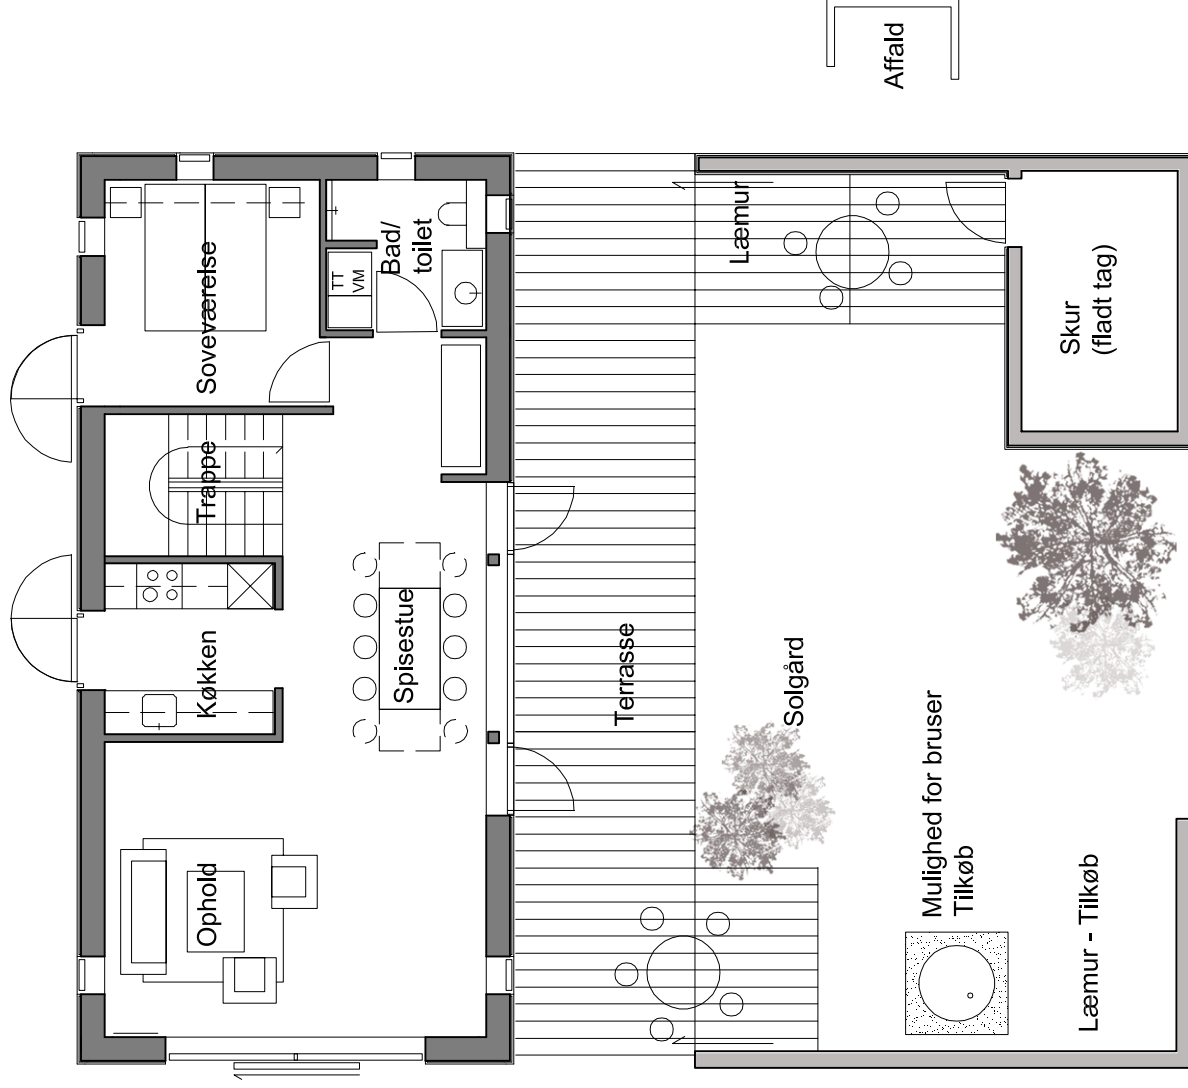 Affald
Læmur
Skur
(fladt tag)
Bad/
toilet
TT
VM
Soveværelse
Trappe
Køkken
Spisestue
Terrasse
Solgård
Ophold
Mulighed for bruser
Tilkøb
Læmur - Tilkøb